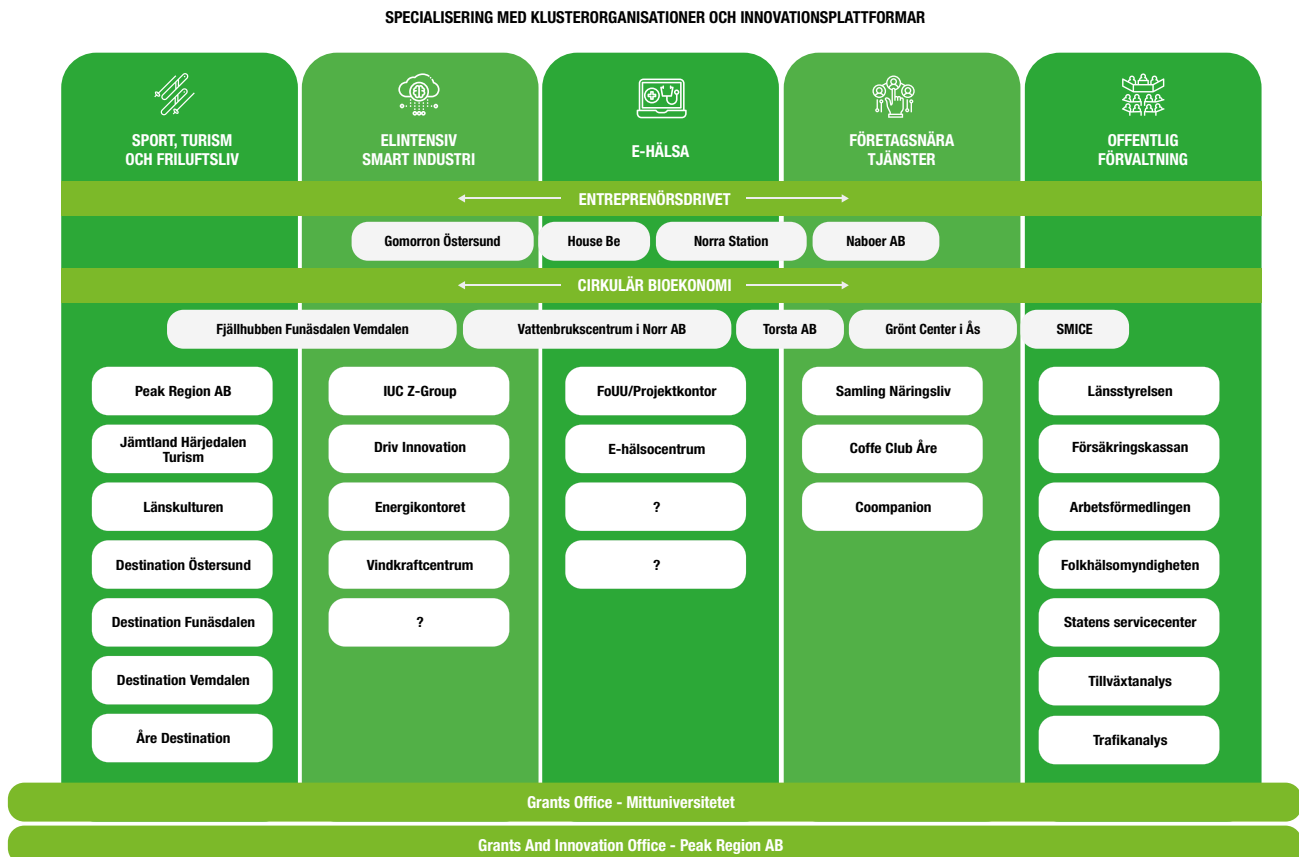 SPECIALISERING MED KLUSTERORGANISATIONER OCH INNOVATIONSPLATTFORMAR
SPORT, TURISM
OCH FRILUFTSLIV
ELINTENSIV
SMART INDUSTRI
E-HÄLSA
FÖRETAGSNÄRA
TJÄNSTER
OFFENTLIG
FÖRVALTNING
ENTREPRENÖRSDRIVET
Gomorron Östersund
House Be
Norra Station
Naboer AB
CIRKULÄR BIOEKONOMI
Fjällhubben Funäsdalen Vemdalen
Vattenbrukscentrum i Norr AB
Torsta AB
Grönt Center i Ås
SMICE
Peak Region AB
Jämtland Härjedalen
Turism
Länskulturen
Destination Östersund
Destination Funäsdalen
Destination Vemdalen
Åre Destination
IUC Z-Group
Driv Innovation
Energikontoret
Vindkraftcentrum
?
FoUU/Projektkontor
E-hälsocentrum
?
?
Samling Näringsliv
Coffe Club Åre
Coompanion
Länsstyrelsen
Försäkringskassan
Arbetsförmedlingen
Folkhälsomyndigheten
Statens servicecenter
Tillväxtanalys
Trafikanalys
Grants Office - Mittuniversitetet
Grants And Innovation Office - Peak Region AB